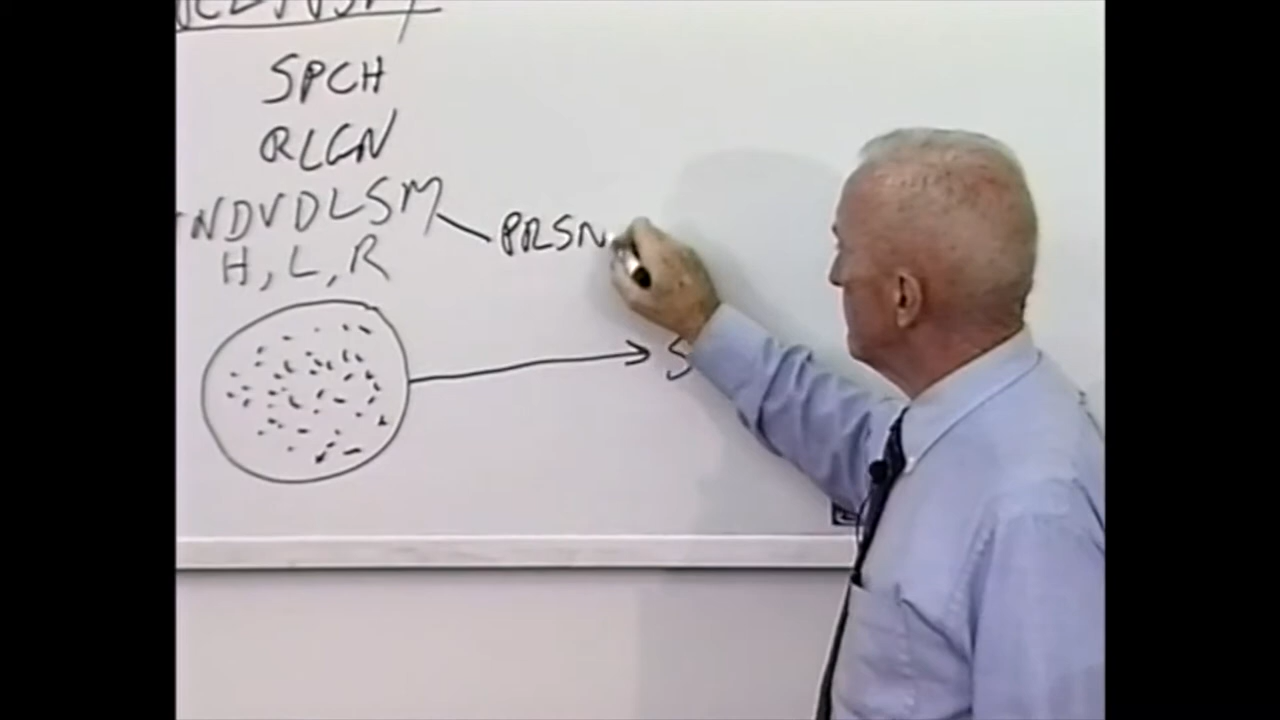 SPCH
RLGN
NDVDLSM
PRSN
H, L, R
S